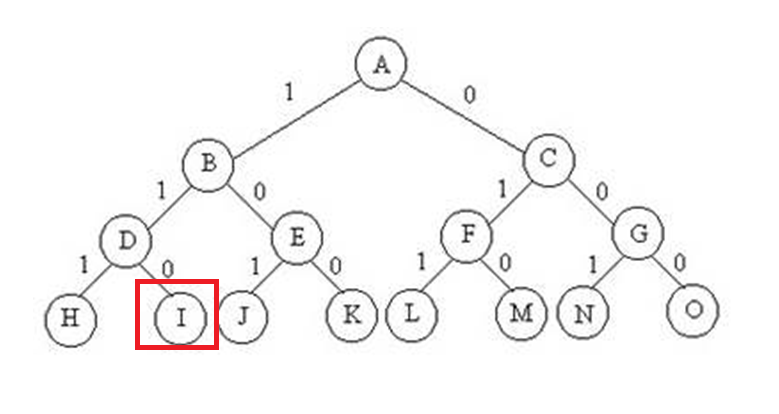 A
1 0
B C
1 0 1 0
D E F G
1 0 1 0 1 0 1 0
H I J K L M N O